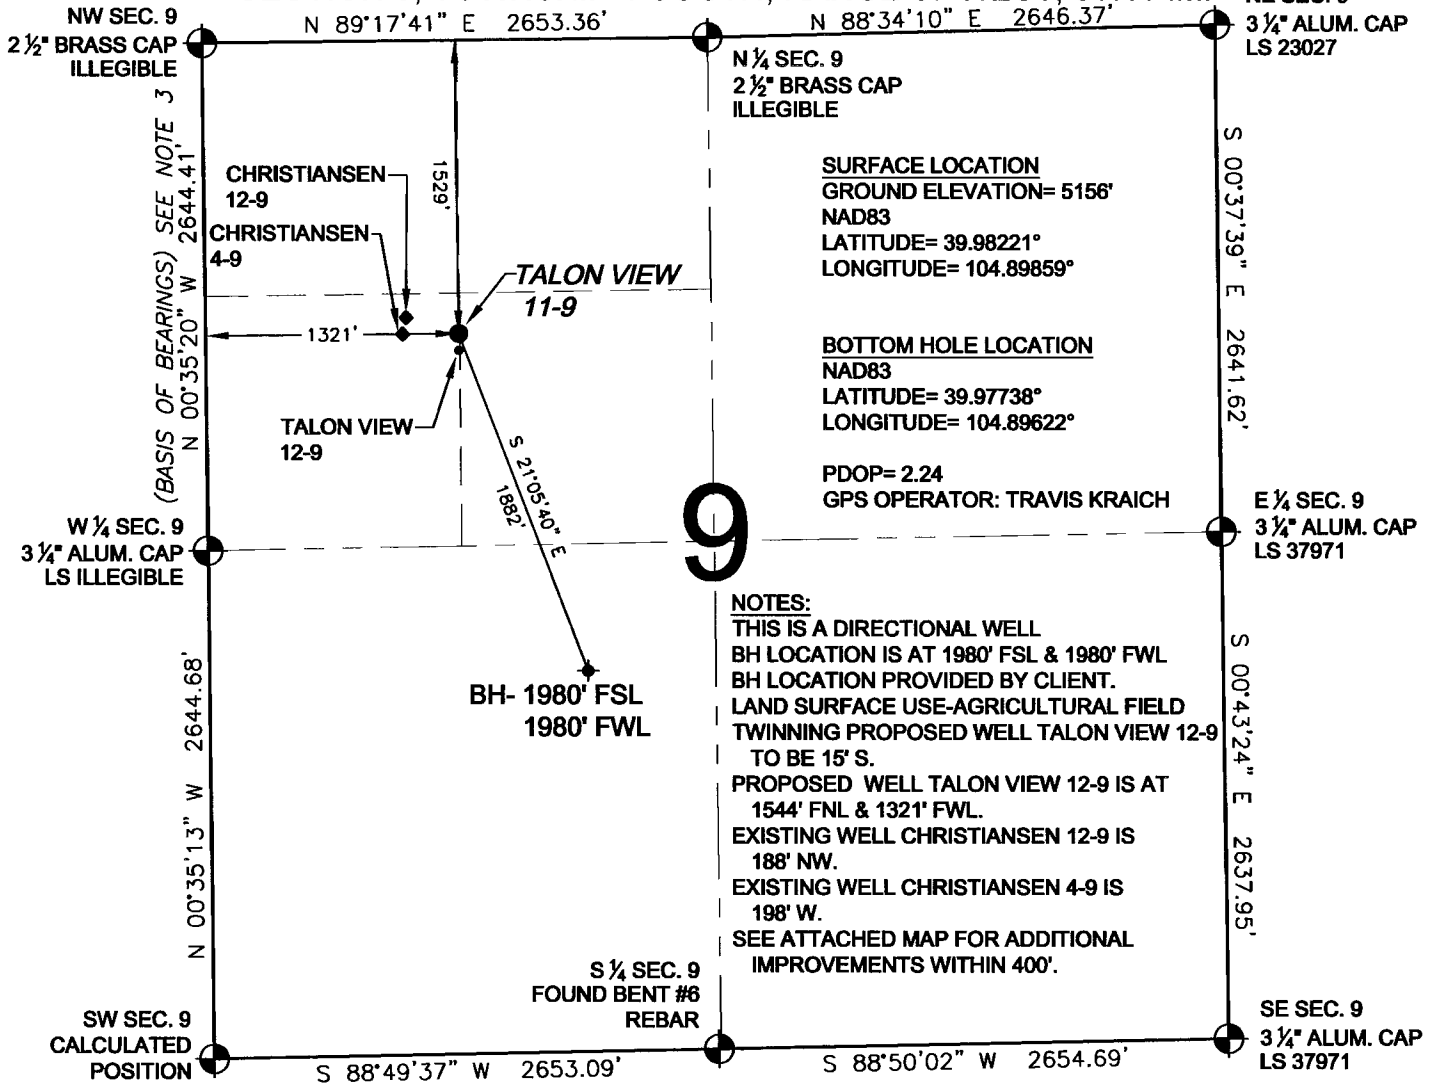 NW SEC. 9
2 ½" BRASS CAP
ILLEGIBLE
N 89°17'41" E 2653.36'
N 88°34'10" E 2646.37'
3 ¼" ALUM. CAP
LS 23027
N ¼ SEC. 9
2 ½" BRASS CAP
ILLEGIBLE
(BASIS OF BEARINGS) SEE NOTE 3
N 00°35'20" W 2644.41'
CHRISTIANSEN
12-9
CHRISTIANSEN
4-9
1529'
TALON VIEW
11-9
1321'
TALON VIEW
12-9
S 21°05'40" E
1882'
SURFACE LOCATION
GROUND ELEVATION= 5156'
NAD83
LATITUDE= 39.98221°
LONGITUDE= 104.89859°
BOTTOM HOLE LOCATION
NAD83
LATITUDE= 39.97738°
LONGITUDE= 104.89622°
PDOP= 2.24
GPS OPERATOR: TRAVIS KRAICH
S 00°37'39" E 2641.62'
W ¼ SEC. 9
3 ¼" ALUM. CAP
LS ILLEGIBLE
9
E ¼ SEC. 9
3 ¼" ALUM. CAP
LS 37971
BH- 1980' FSL
1980' FWL
NOTES:
THIS IS A DIRECTIONAL WELL
BH LOCATION IS AT 1980' FSL & 1980' FWL
BH LOCATION PROVIDED BY CLIENT.
LAND SURFACE USE-AGRICULTURAL FIELD
TWINNING PROPOSED WELL TALON VIEW 12-9
TO BE 15' S.
PROPOSED WELL TALON VIEW 12-9 IS AT
1544' FNL & 1321' FWL.
EXISTING WELL CHRISTIANSEN 12-9 IS
188' NW.
EXISTING WELL CHRISTIANSEN 4-9 IS
198' W.
SEE ATTACHED MAP FOR ADDITIONAL
IMPROVEMENTS WITHIN 400'.
N 00°35'13" W 2644.68'
S 00°43'24" E 2637.95'
S ¼ SEC. 9
FOUND BENT #6
REBAR
SW SEC. 9
CALCULATED
POSITION
S 88°49'37" W 2653.09'
S 88°50'02" W 2654.69'
SE SEC. 9
3 ¼" ALUM. CAP
LS 37971